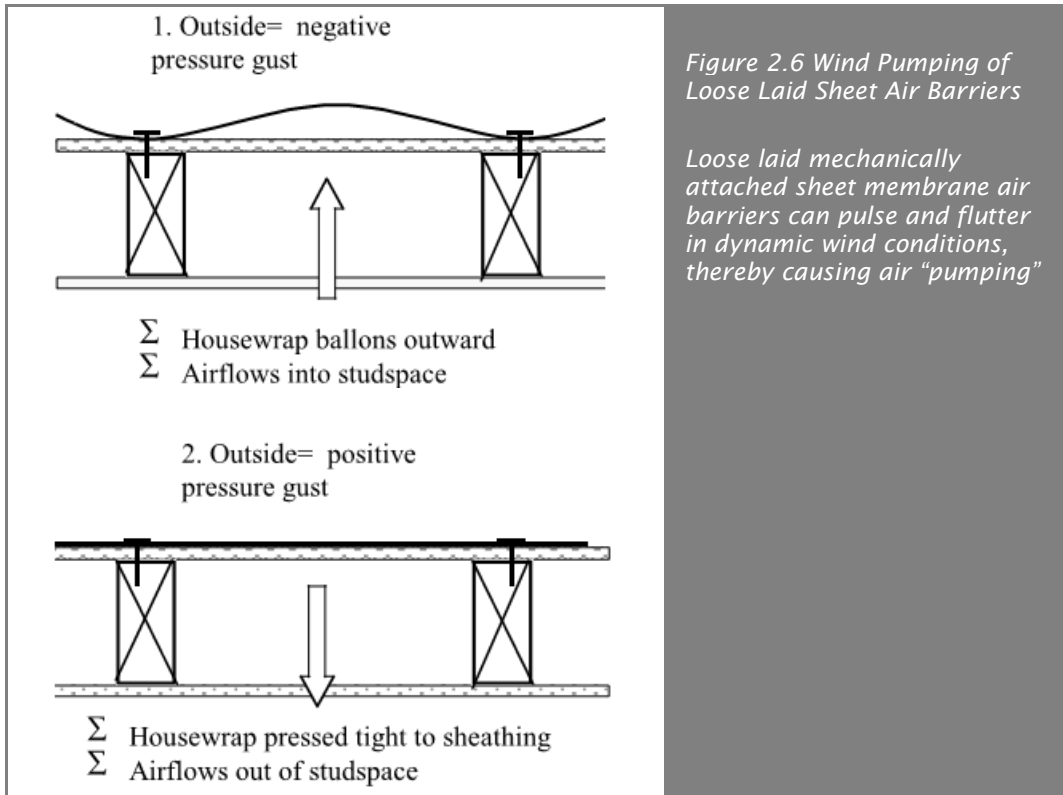 1. Outside= negative
pressure gust
Σ Housewrap ballons outward
Σ Airflows into studspace
2. Outside= positive
pressure gust
Σ Housewrap pressed tight to sheathing
Σ Airflows out of studspace
Figure 2.6 Wind Pumping of
Loose Laid Sheet Air Barriers
Loose laid mechanically
attached sheet membrane air
barriers can pulse and flutter
in dynamic wind conditions,
thereby causing air “pumping”